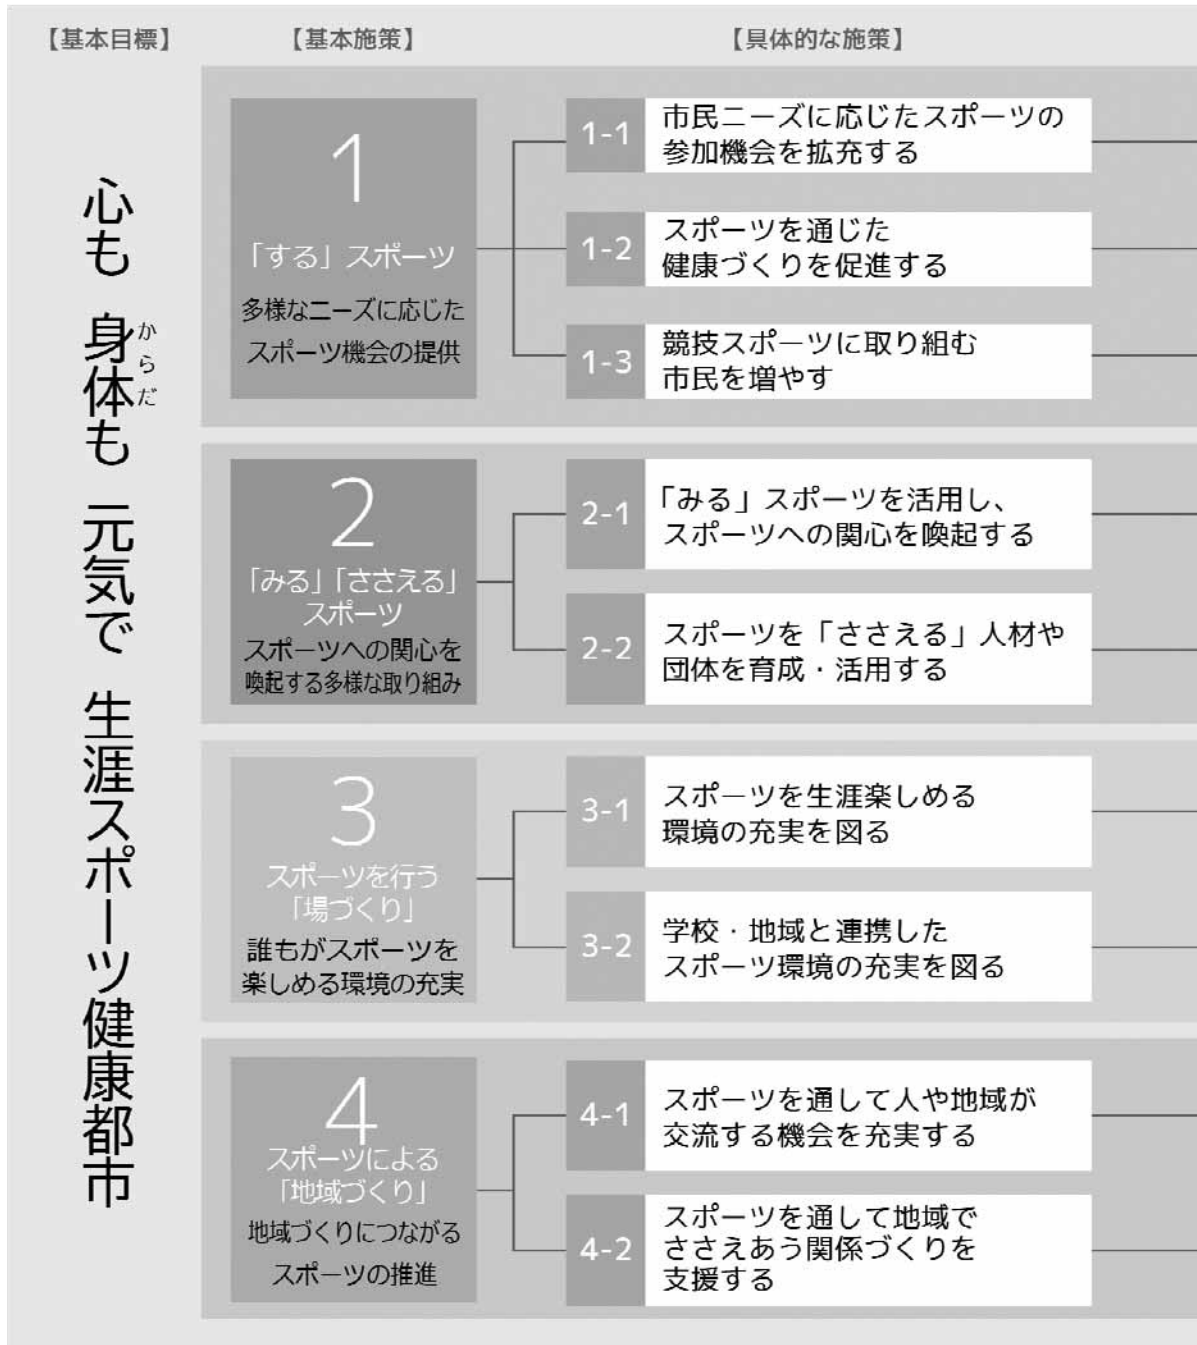 【基本目標】
【基本施策】
【具体的な施策】
心も 身体も 元気で 生涯スポーツ健康都市
からだ
1
「する」スポーツ
多様なニーズに応じた
スポーツ機会の提供
1-1
市民ニーズに応じたスポーツの
参加機会を拡充する
1-2
スポーツを通じた
健康づくりを促進する
1-3
競技スポーツに取り組む
市民を増やす
2
「みる」「ささえる」
スポーツ
スポーツへの関心を
喚起する多様な取り組み
2-1
「みる」スポーツを活用し、
スポーツへの関心を喚起する
2-2
スポーツを「ささえる」人材や
団体を育成・活用する
3
スポーツを行う
「場づくり」
誰もがスポーツを
楽しめる環境の充実
3-1
スポーツを生涯楽しめる
環境の充実を図る
3-2
学校・地域と連携した
スポーツ環境の充実を図る
4
スポーツによる
「地域づくり」
地域づくりにつながる
スポーツの推進
4-1
スポーツを通して人や地域が
交流する機会を充実する
4-2
スポーツを通して地域で
ささえあう関係づくりを
支援する